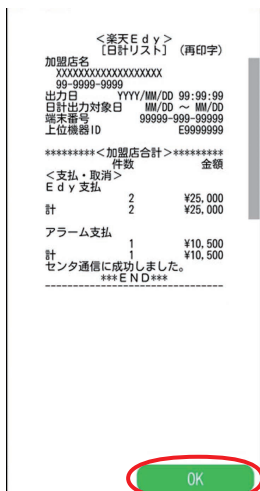 <楽天Edy>
[日計リスト] (再印字)
加盟店名
XXXXXXXXXXXXXXXXXX
99-9999-9999
出力日 YYYY/MM/DD 99:99:99
日計出力対象日 MM/DD ~ MM/DD
端末番号 99999-999-99999
上位機器ID E9999999
*********<加盟店合計>*********
件数 金額
<支払・取消>
Edy支払
2 ¥25,000
計 2 ¥25,000
アラーム支払
1 ¥10,500
計 1 ¥10,500
センタ通信に成功しました。
***END***
------------------------------
OK